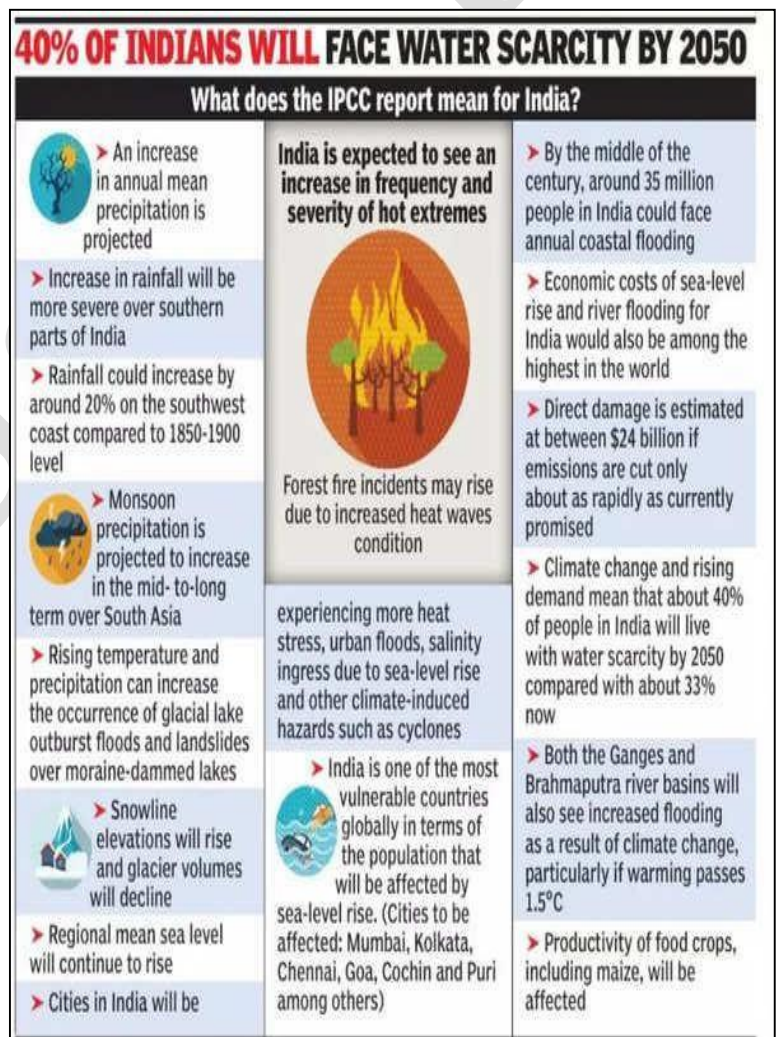 40% OF INDIANS WILL FACE WATER SCARCITY BY 2050
What does the IPCC report mean for India?
➤ An increase
in annual mean
precipitation is
projected
➤ Increase in rainfall will be
more severe over southern
parts of India
➤ Rainfall could increase by
around 20% on the southwest
coast compared to 1850-1900
level
➤ Monsoon
precipitation is
projected to increase
in the mid- to-long
term over South Asia
➤ Rising temperature and
precipitation can increase
the occurrence of glacial lake
outburst floods and landslides
over moraine-dammed lakes
➤ Snowline
elevations will rise
and glacier volumes
will decline
➤ Regional mean sea level
will continue to rise
➤ Cities in India will be
India is expected to see an
increase in frequency and
severity of hot extremes
Forest fire incidents may rise
due to increased heat waves
condition
experiencing more heat
stress, urban floods, salinity
ingress due to sea-level rise
and other climate-induced
hazards such as cyclones
➤ India is one of the most
vulnerable countries
globally in terms of
the population that
will be affected by
sea-level rise. (Cities to be
affected: Mumbai, Kolkata,
Chennai, Goa, Cochin and Puri
among others)
➤ By the middle of the
century, around 35 million
people in India could face
annual coastal flooding
➤ Economic costs of sea-level
rise and river flooding for
India would also be among the
highest in the world
➤ Direct damage is estimated
at between $24 billion if
emissions are cut only
about as rapidly as currently
promised
➤ Climate change and rising
demand mean that about 40%
of people in India will live
with water scarcity by 2050
compared with about 33%
now
➤ Both the Ganges and
Brahmaputra river basins will
also see increased flooding
as a result of climate change,
particularly if warming passes
1.5°C
➤ Productivity of food crops,
including maize, will be
affected